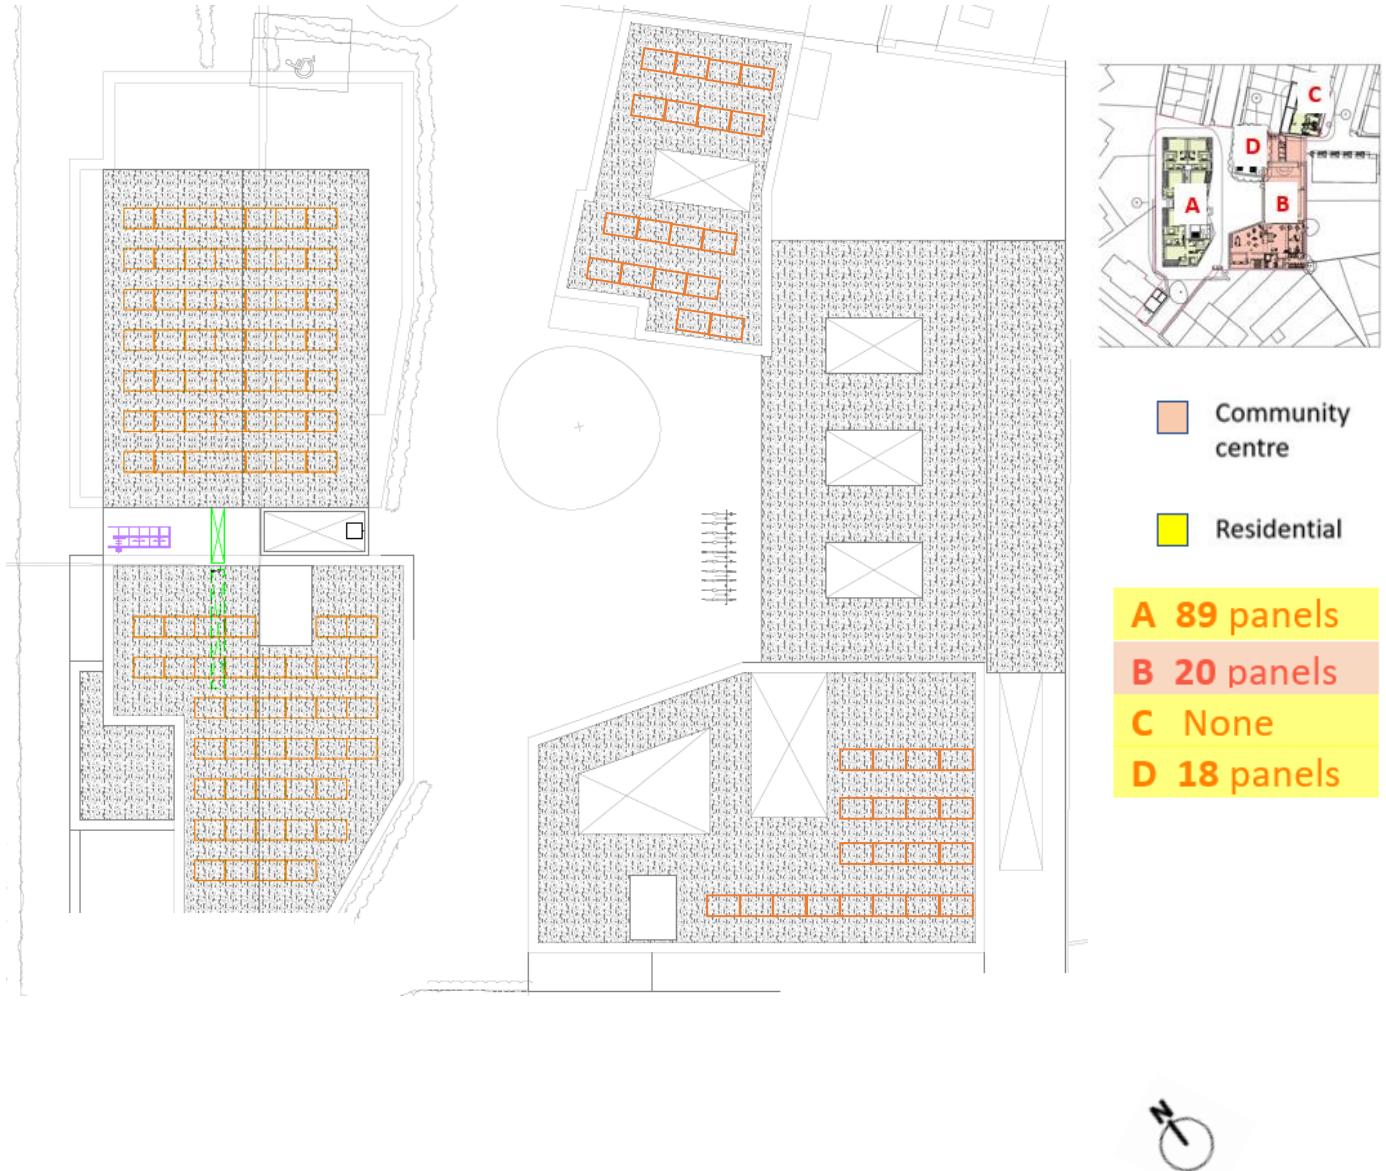 C
D
A
B
Community
centre
Residential
A 89 panels
B 20 panels
C None
D 18 panels
N